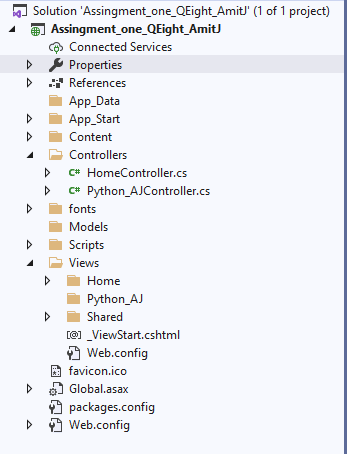 Solution 'Assingment_one_QEight_AmitJ' (1 of 1 project)
Assingment_one_QEight_AmitJ
Connected Services
Properties
References
App_Data
App_Start
Content
Controllers
C# HomeController.cs
C# Python_AJController.cs
fonts
Models
Scripts
Views
Home
Python_AJ
Shared
[@] _ViewStart.cshtml
Web.config
favicon.ico
Global.asax
packages.config
Web.config